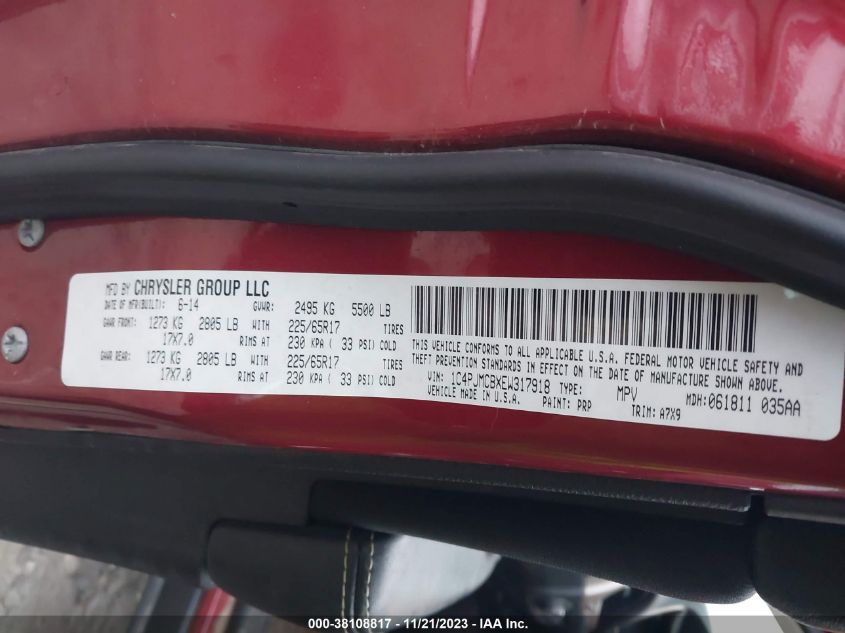 MFD BY CHRYSLER GROUP LLC
DATE OF MFR(BUILT): 6-14 GVWR: 2495 KG 5500 LB
GAWR FRONT: 1273 KG 2805 LB WITH 225/65R17 TIRES
17X7.0 RIMS AT 230 KPA ( 33 PSI) COLD
GAWR REAR: 1273 KG 2805 LB WITH 225/65R17 TIRES
17X7.0 RIMS AT 230 KPA ( 33 PSI) COLD
THIS VEHICLE CONFORMS TO ALL APPLICABLE U.S.A. FEDERAL MOTOR VEHICLE SAFETY AND
THEFT PREVENTION STANDARDS IN EFFECT ON THE DATE OF MANUFACTURE SHOWN ABOVE.
VIN: 1C4PJMCBXEW317918 TYPE: MPV MDH:061811 035AA
VEHICLE MADE IN U.S.A. PAINT: PRP TRIM: A7X9
000-38108817 - 11/21/2023 - IAAI.com